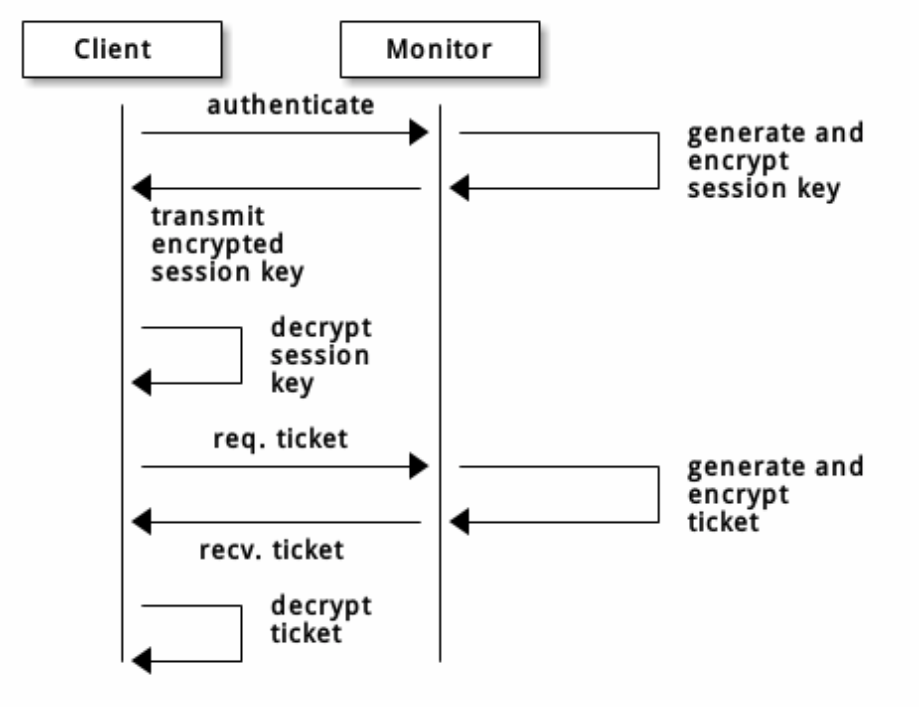 Client
Monitor
authenticate
generate and
encrypt
session key
transmit
encrypted
session key
decrypt
session
key
req. ticket
generate and
encrypt
ticket
recv. ticket
decrypt
ticket